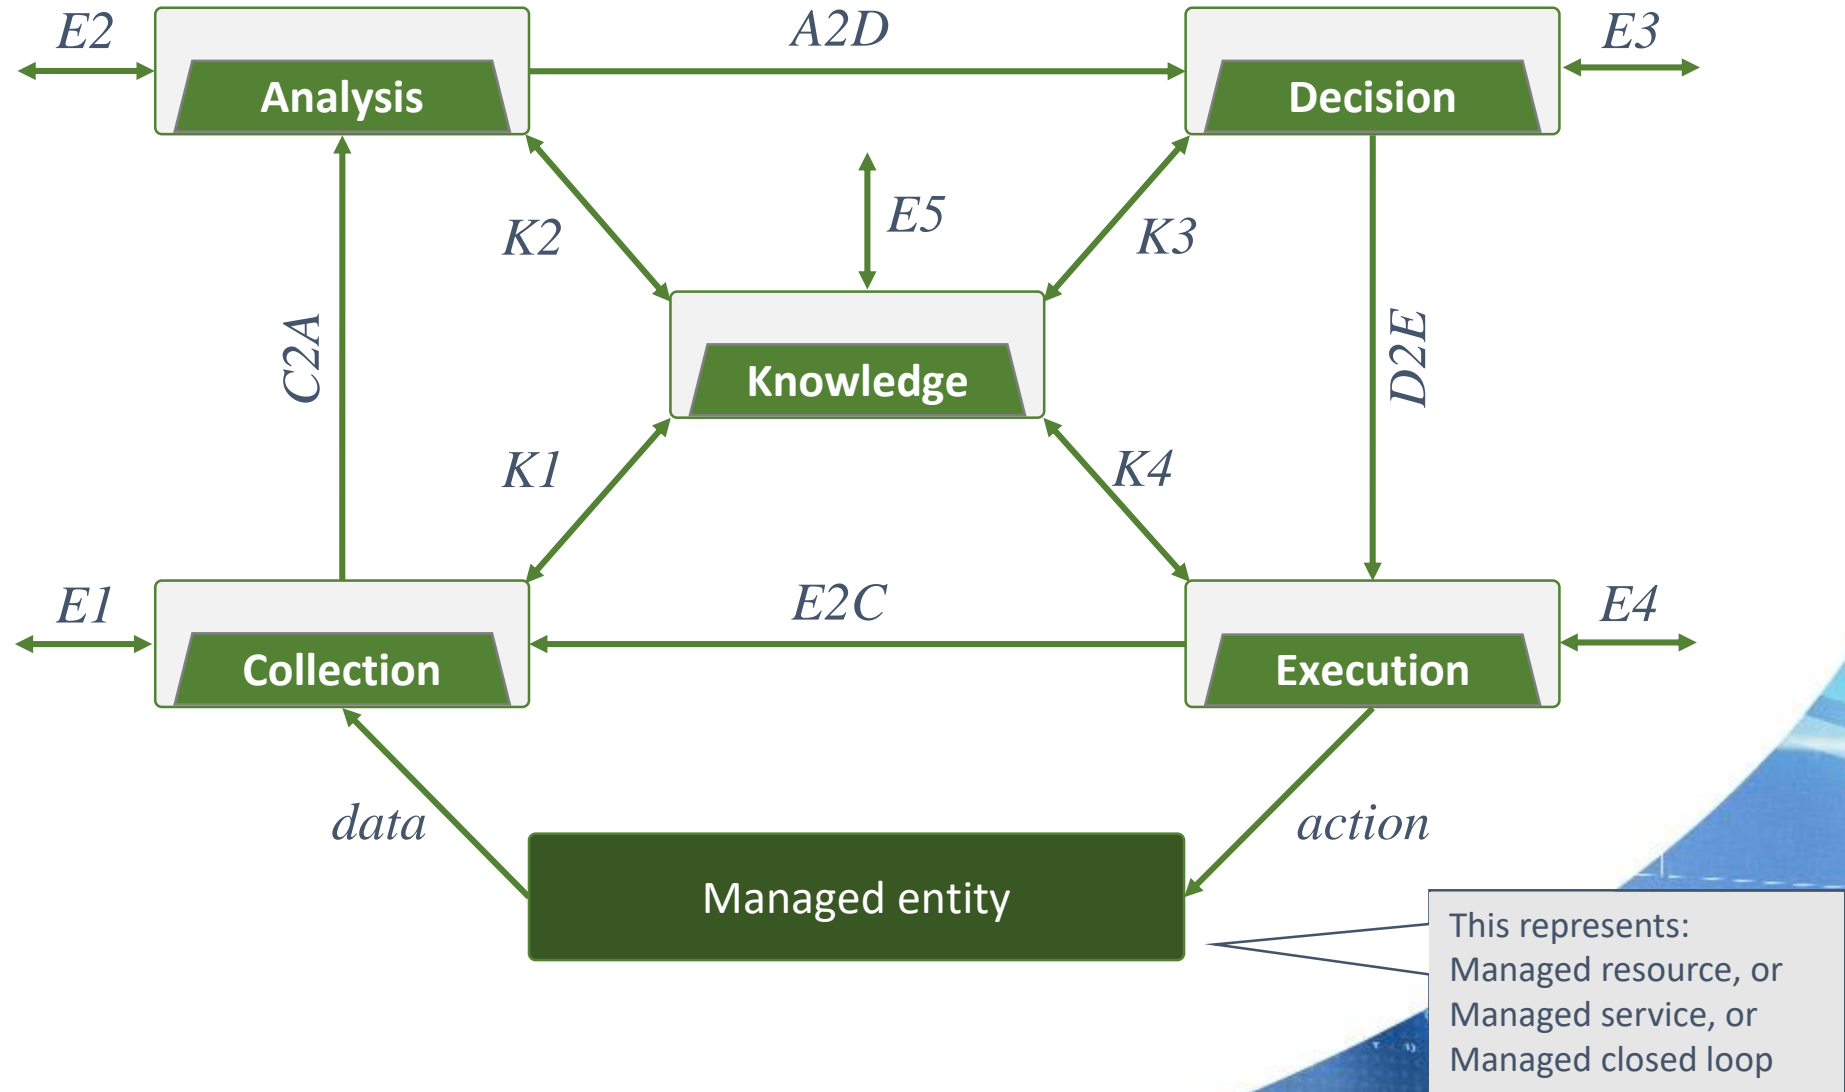 E2
A2D
E3
Analysis
Decision
E5
K2
K3
C2A
D2E
Knowledge
K1
K4
E1
E2C
E4
Collection
Execution
data
action
Managed entity
This represents:
Managed resource, or
Managed service, or
Managed closed loop